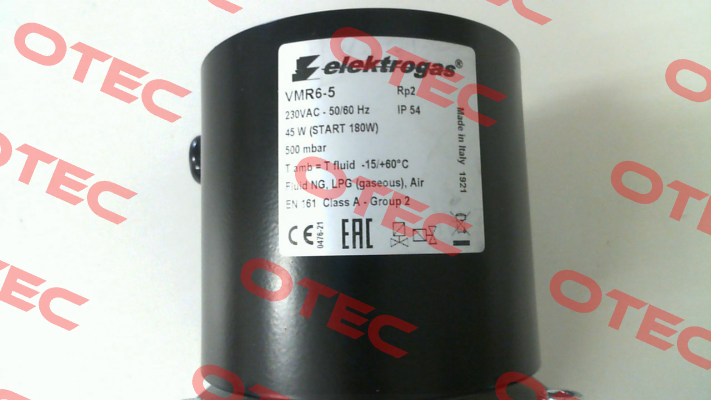 elektrogas®
VMR6-5 Rp2
230VAC - 50/60 Hz IP 54
45 W (START 180W)
500 mbar
T amb = T fluid -15/+60°C
Fluid NG, LPG (gaseous), Air
EN 161 Class A - Group 2
CE 0476-21 EAC
Made in Italy 1921
OTEC
OTEC
OTEC
OTEC
OTEC
OTEC
OTEC
OTEC
OTEC